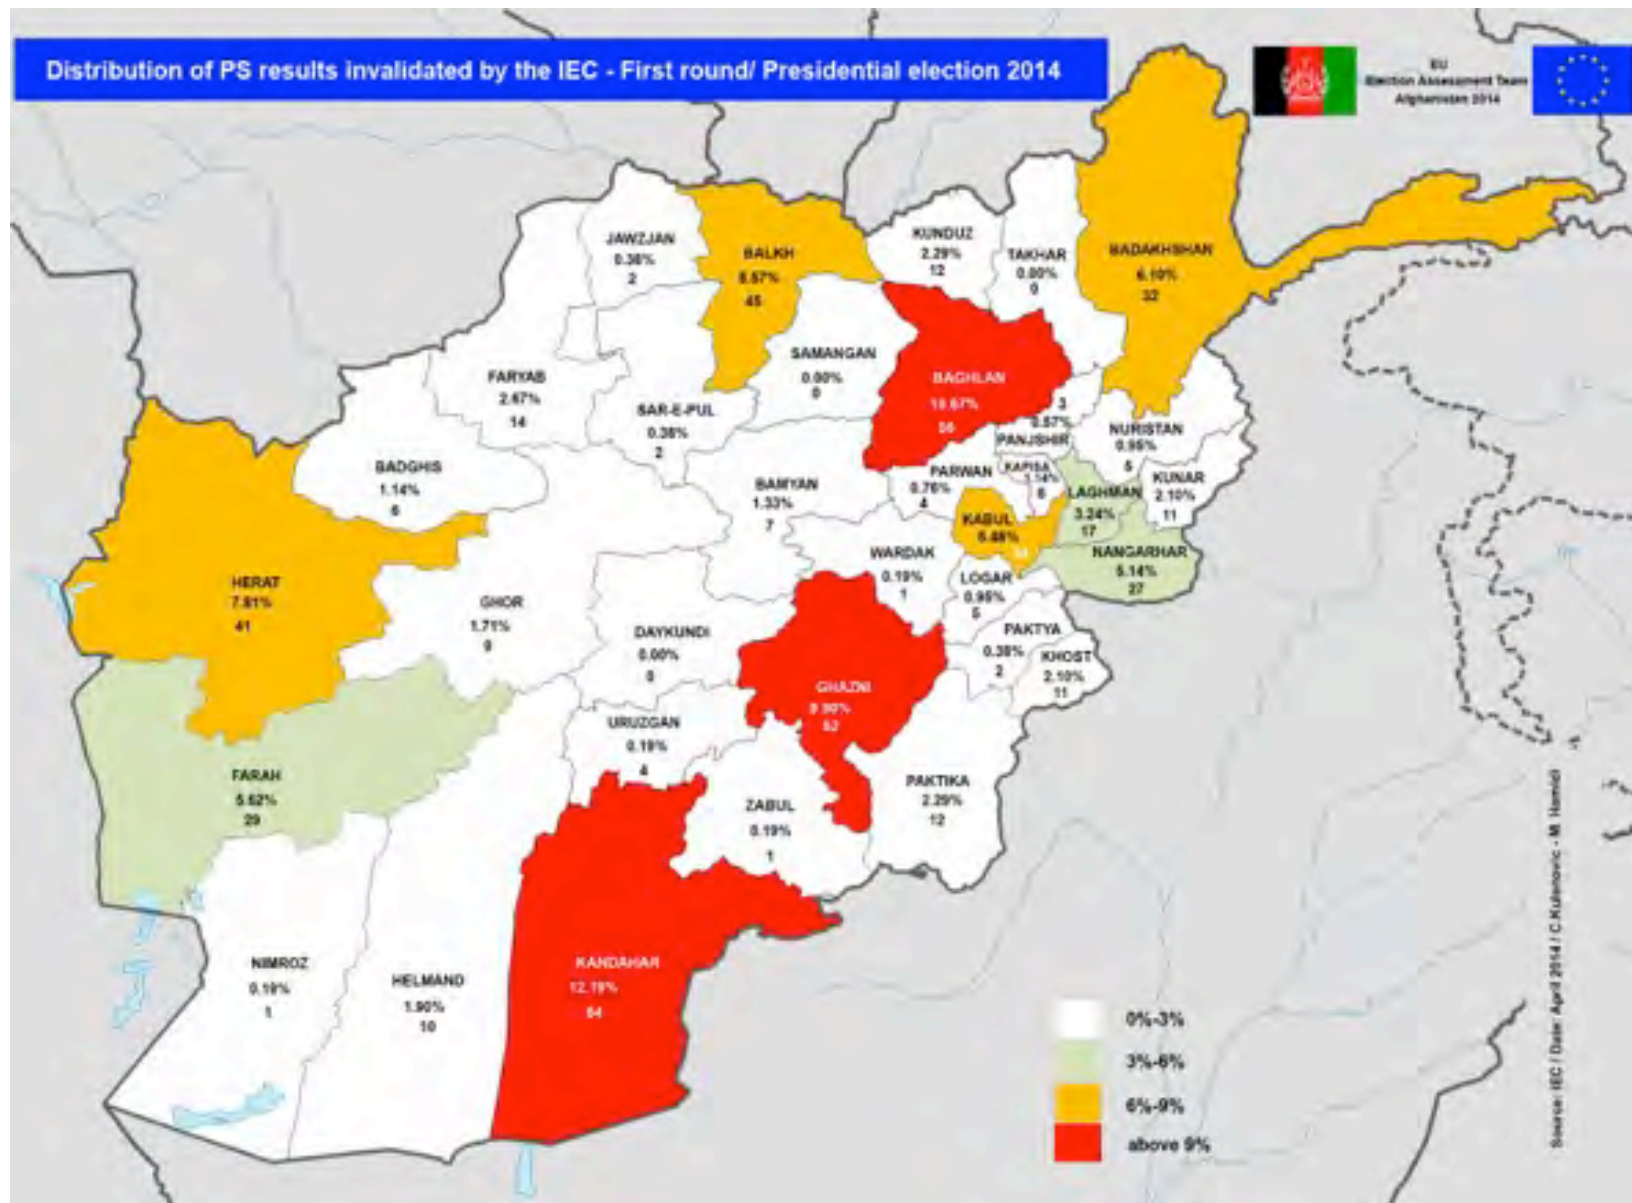 Distribution of PS results invalidated by the IEC - First round/ Presidential election 2014
EU
Election Assessment Team
Afghanistan 2014
JAWZJAN
0.38%
2
BALKH
8.57%
45
KUNDUZ
2.29%
12
TAKHAR
0.00%
0
BADAKHSHAN
6.10%
32
SAMANGAN
0.00%
0
BAGHLAN
10.67%
56
FARYAB
2.67%
14
SAR-E-PUL
0.38%
2
3
0.57%
PANJSHIR
NURISTAN
0.95%
5
BADGHIS
1.14%
6
BAMYAN
1.33%
7
PARWAN
0.76%
4
KAPISA
1.14%
6
LAGHMAN
3.24%
17
KUNAR
2.10%
11
KABUL
6.48%
NANGARHAR
5.14%
27
WARDAK
0.19%
1
LOGAR
0.95%
5
HERAT
7.81%
41
GHOR
1.71%
9
DAYKUNDI
0.00%
0
PAKTYA
0.38%
2
KHOST
2.10%
11
GHAZNI
9.90%
52
URUZGAN
0.19%
4
FARAH
5.52%
29
ZABUL
0.19%
1
PAKTIKA
2.29%
12
NIMROZ
0.19%
1
HELMAND
1.90%
10
KANDAHAR
12.19%
64
0%-3%
3%-6%
6%-9%
above 9%
Source: IEC / Date: April 2014 / C.Kulenovic - M. Hamidi